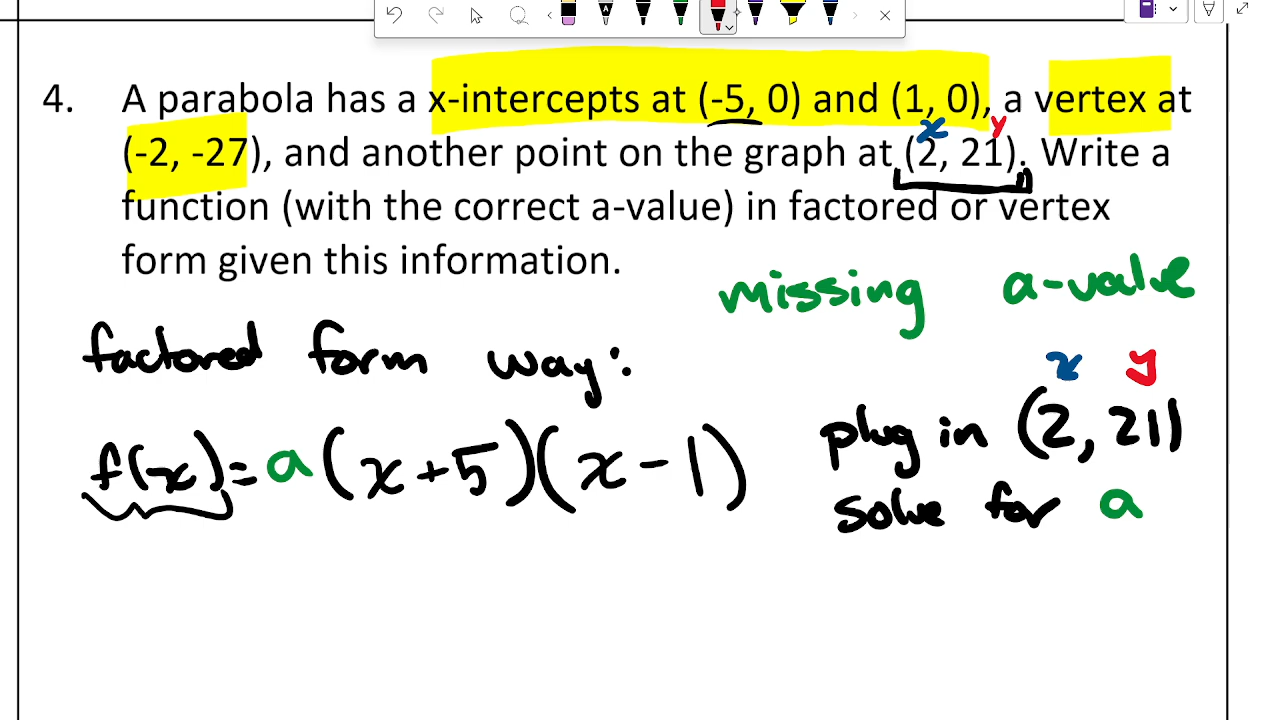 4. A parabola has a x-intercepts at (-5, 0) and (1, 0), a vertex at
x y
(-2, -27), and another point on the graph at (2, 21). Write a
function (with the correct a-value) in factored or vertex
form given this information.
missing a-value
factored form way:
x y
f(x) = a(x+5)(x-1)
plug in (2, 21)
solve for a